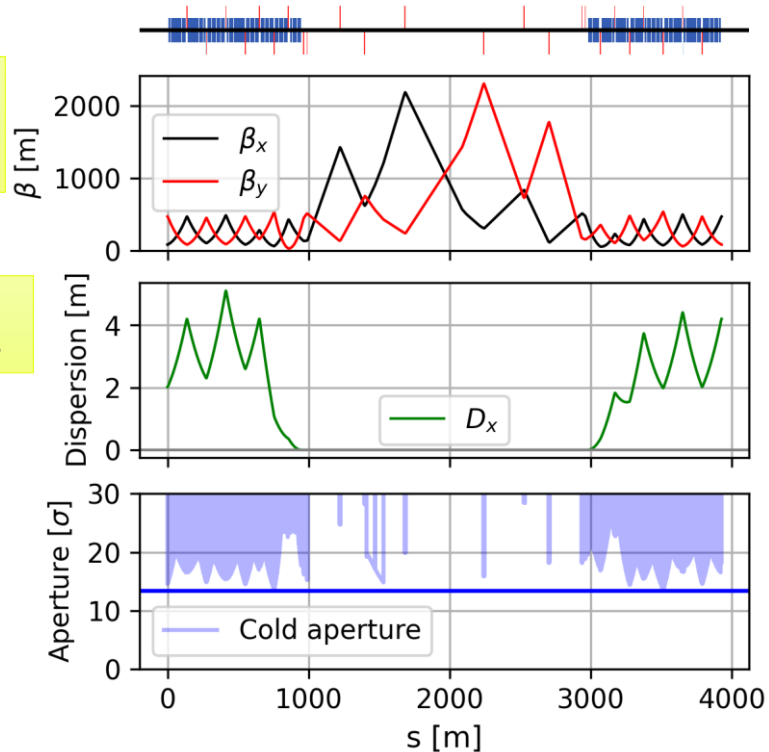 2000
1000
0
β [m]
βₓ
βᵧ
4
2
0
Dispersion [m]
Dₓ
30
20
10
0
Aperture [σ]
Cold aperture
0 1000 2000 3000 4000
s [m]